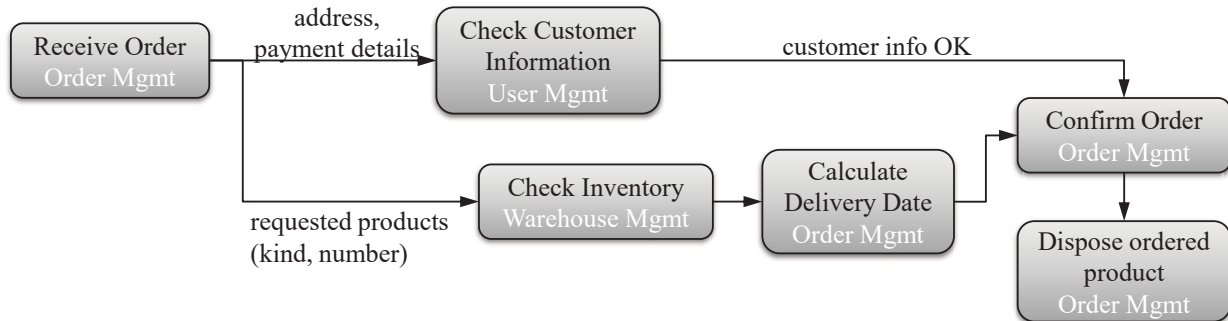 Receive Order
Order Mgmt
address,
payment details
Check Customer
Information
User Mgmt
customer info OK
Confirm Order
Order Mgmt
requested products
(kind, number)
Check Inventory
Warehouse Mgmt
Calculate
Delivery Date
Order Mgmt
Dispose ordered
product
Order Mgmt